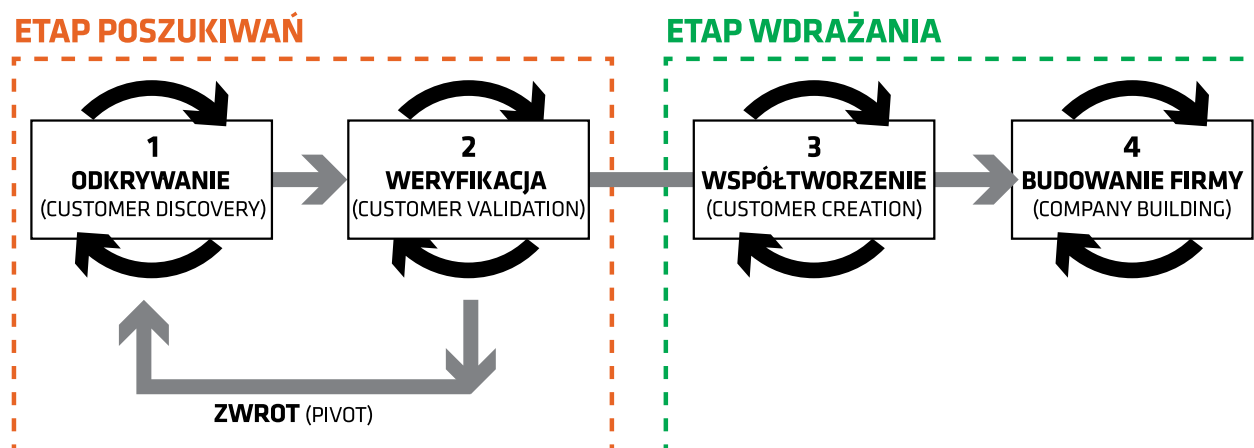 ETAP POSZUKIWAŃ
1
ODKRYWANIE
(CUSTOMER DISCOVERY)
2
WERYFIKACJA
(CUSTOMER VALIDATION)
ZWROT (PIVOT)
ETAP WDRAŻANIA
3
WSPÓŁTWORZENIE
(CUSTOMER CREATION)
4
BUDOWANIE FIRMY
(COMPANY BUILDING)